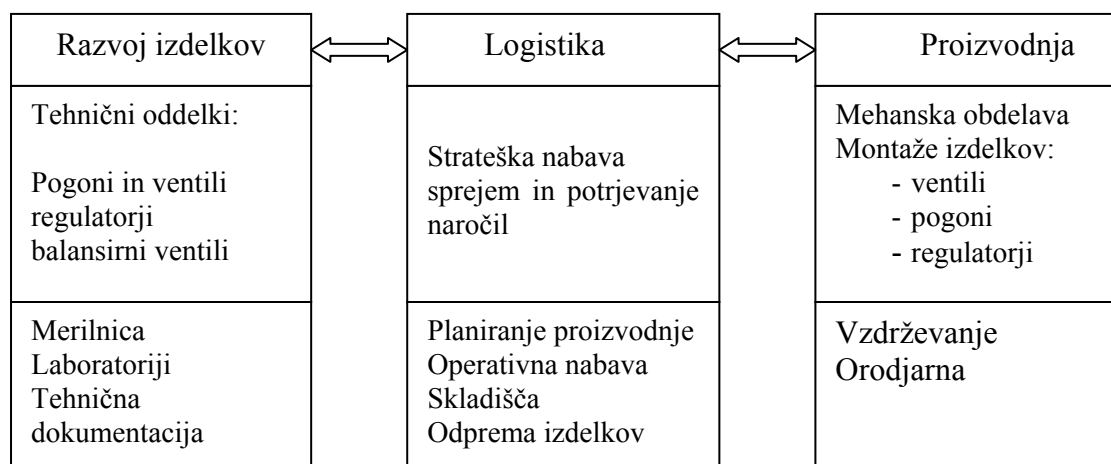 Razvoj izdelkov
Tehnični oddelki:
Pogoni in ventili
regulatorji
balansirni ventili
Merilnica
Laboratoriji
Tehnična
dokumentacija
Logistika
Strateška nabava
sprejem in potrjevanje
naročil
Planiranje proizvodnje
Operativna nabava
Skladišča
Odprema izdelkov
Proizvodnja
Mehanska obdelava
Montaže izdelkov:
- ventili
- pogoni
- regulatorji
Vzdrževanje
Orodjarna